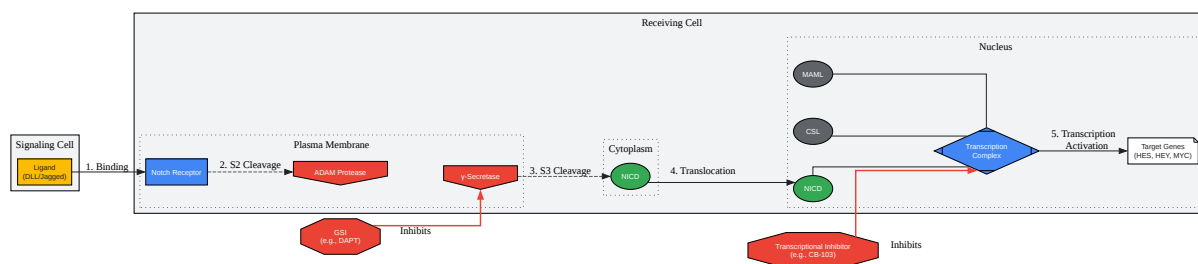 Receiving Cell
Nucleus
MAML
Signaling Cell
Ligand
(DLL/Jagged)
1. Binding
Plasma Membrane
Notch Receptor
2. S2 Cleavage
ADAM Protease
γ-Secretase
3. S3 Cleavage
Cytoplasm
NICD
4. Translocation
CSL
NICD
Transcription
Complex
5. Transcription
Activation
Target Genes
(HES, HEY, MYC)
GSI
(e.g., DAPT)
Inhibits
Transcriptional Inhibitor
(e.g., CB-103)
Inhibits